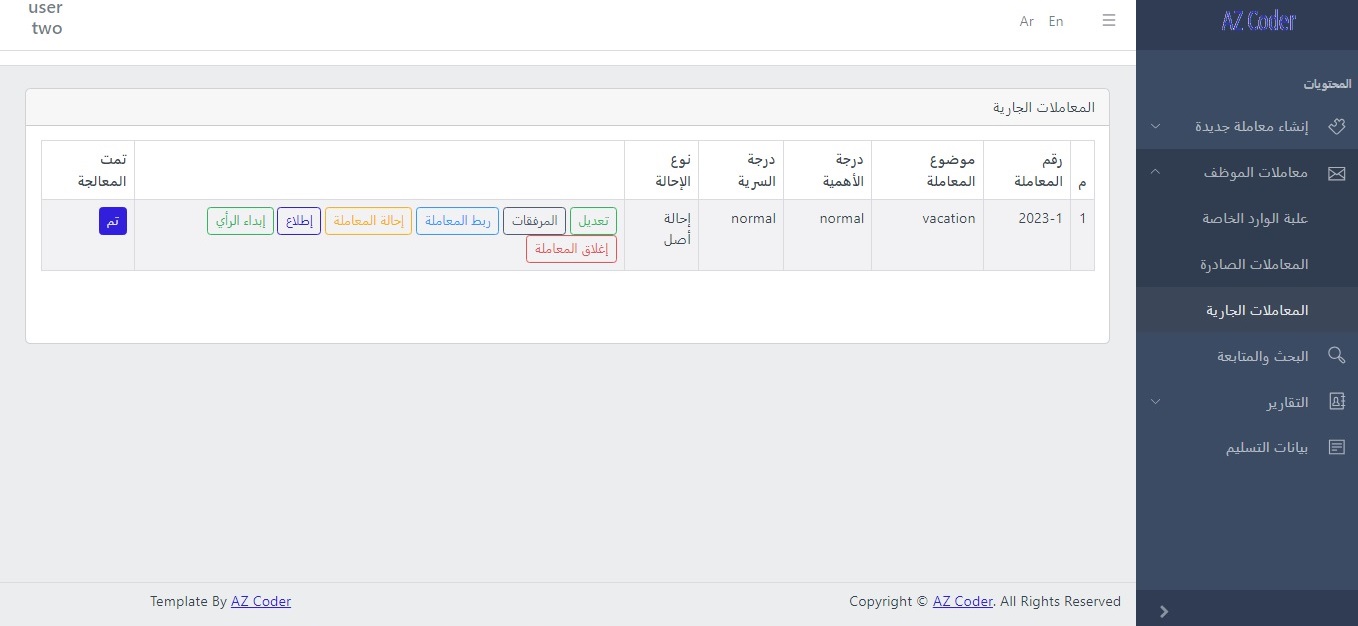 AZ Coder
user
two
Ar En
المحتويات
إنشاء معاملة جديدة
معاملات الموظف
علبة الوارد الخاصة
المعاملات الصادرة
المعاملات الجارية
البحث والمتابعة
التقارير
بيانات التسليم
المعاملات الجارية
م
رقم
المعاملة
موضوع
المعاملة
درجة
الأهمية
درجة
السرية
نوع
الإحالة
تمت
المعالجة
1
2023-1
vacation
normal
normal
إحالة
أصل
تعديل المرفقات ربط المعاملة إحالة المعاملة إطلاع إبداء الرأي
إغلاق المعاملة
تم
Copyright © AZ Coder. All Rights Reserved
Template By AZ Coder